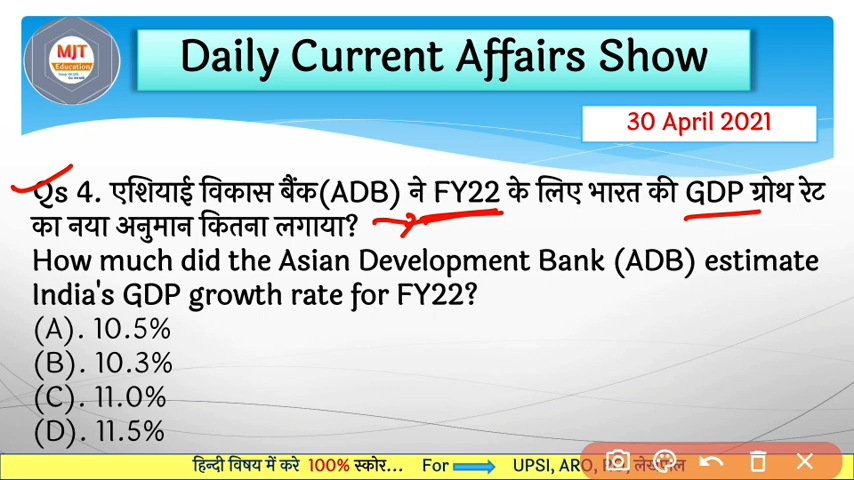 MJT
Education
Daily Current Affairs Show
30 April 2021
Qs 4. एशियाई विकास बैंक(ADB) ने FY22 के लिए भारत की GDP ग्रोथ रेट
का नया अनुमान कितना लगाया?
How much did the Asian Development Bank (ADB) estimate
India's GDP growth rate for FY22?
(A). 10.5%
(B). 10.3%
(C). 11.0%
(D). 11.5%
हिन्दी विषय में करे 100% स्कोर... For UPSI, ARO,